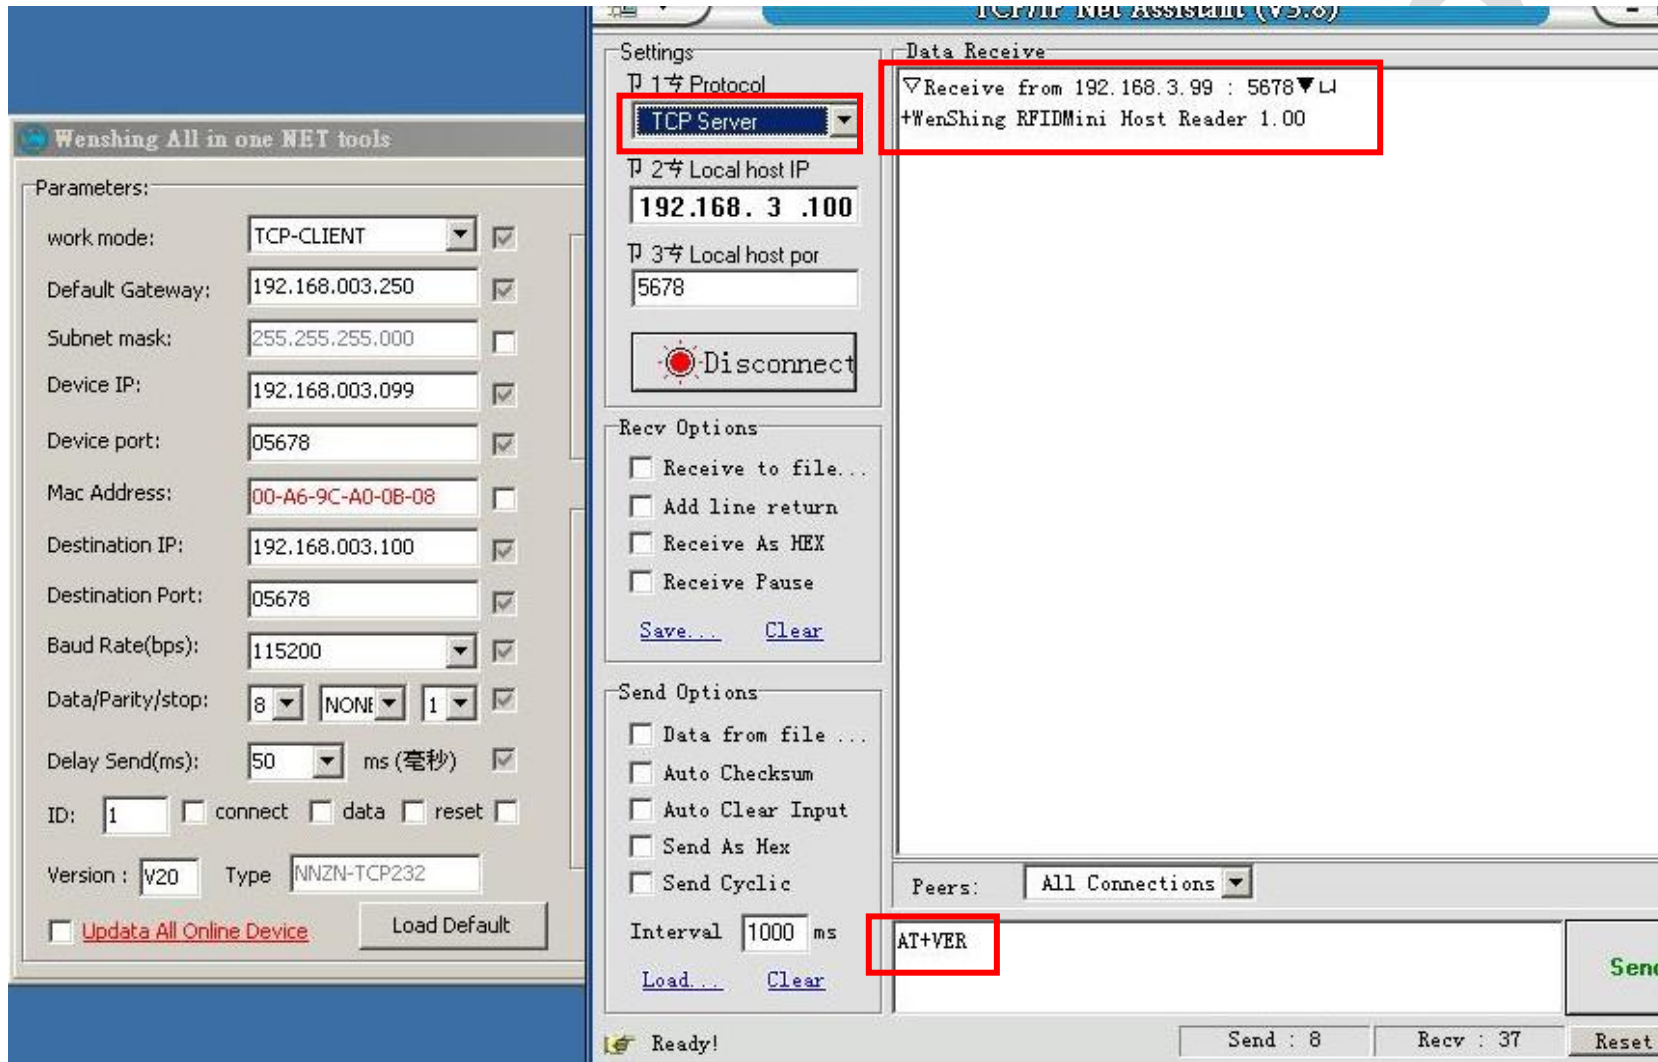 Wenshing All in one NET tools
Parameters:
work mode: TCP-CLIENT
Default Gateway: 192.168.003.250
Subnet mask: 255.255.255.000
Device IP: 192.168.003.099
Device port: 05678
Mac Address: 00-A6-9C-A0-0B-08
Destination IP: 192.168.003.100
Destination Port: 05678
Baud Rate(bps): 115200
Data/Parity/stop: 8 NONE 1
Delay Send(ms): 50 ms (毫秒)
ID: 1 connect data reset
Version : V20 Type NNZN-TCP232
Updata All Online Device Load Default
TCP/IP Net Assistant (V3.8)
Settings
1 Protocol
TCP Server
2 Local host IP
192.168. 3 .100
3 Local host por
5678
Disconnect
Recv Options
Receive to file...
Add line return
Receive As HEX
Receive Pause
Save... Clear
Send Options
Data from file ...
Auto Checksum
Auto Clear Input
Send As Hex
Send Cyclic
Interval 1000 ms
Load... Clear
Data Receive
▽Receive from 192.168.3.99 : 5678▼
+WenShing RFIDMini Host Reader 1.00
Peers: All Connections
AT+VER
Send
Ready! Send : 8 Recv : 37 Reset